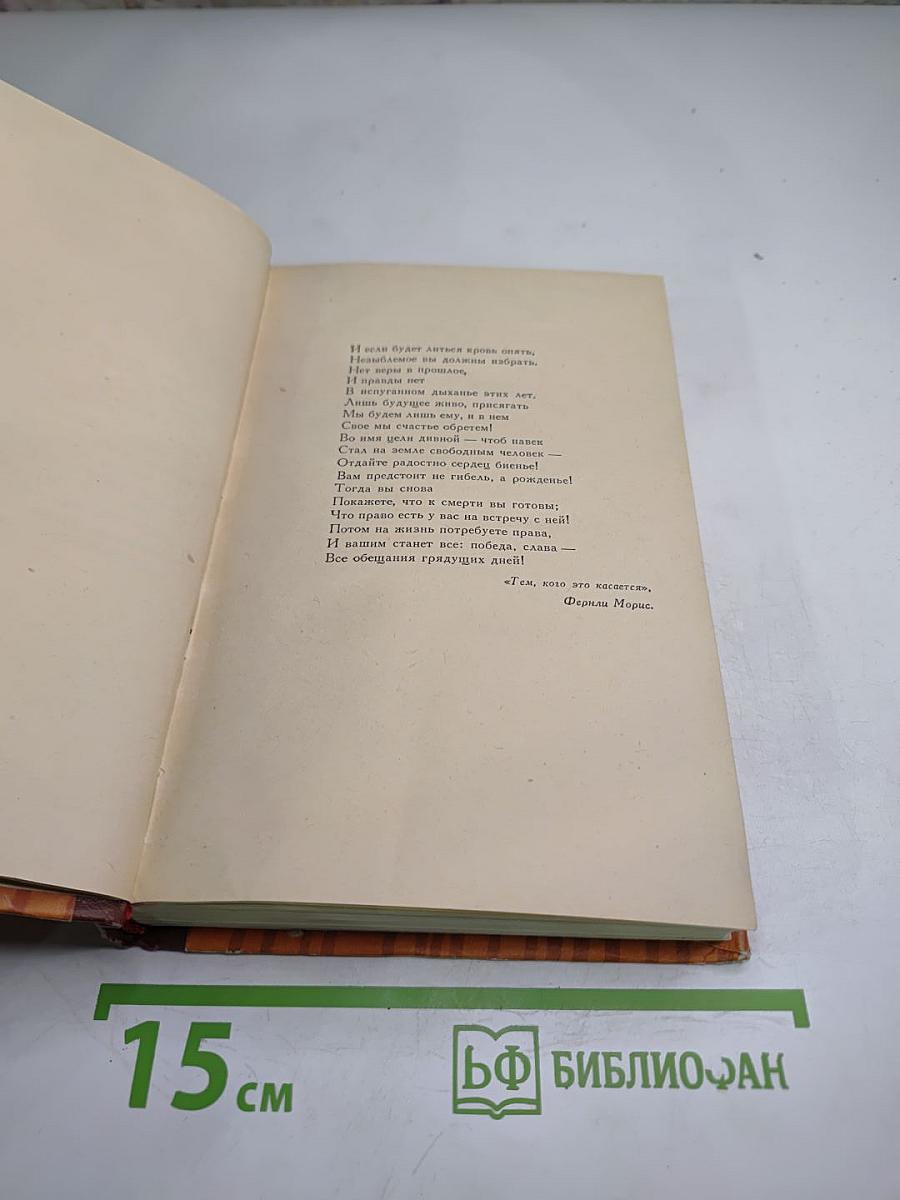 И если будет литься кровь опять,
Незыблемое вы должны избрать.
Нет веры в прошлое,
И правды нет
В испуганном дыханье этих лет.
Лишь будущее живо, присягать
Мы будем лишь ему, и в нем
Свое мы счастье обретем!
Во имя цели дивной — чтоб навек
Стал на земле свободным человек —
Отдайте радостно сердец биенье!
Вам предстоит не гибель, а рожденье!
Тогда вы снова
Покажете, что к смерти вы готовы;
Что право есть у вас на встречу с ней!
Потом на жизнь потребуете права,
И вашим станет все: победа, слава —
Все обещания грядущих дней!
«Тем, кого это касается»,
Фернли Морис.
15 см
БФ БИБЛИОФАН